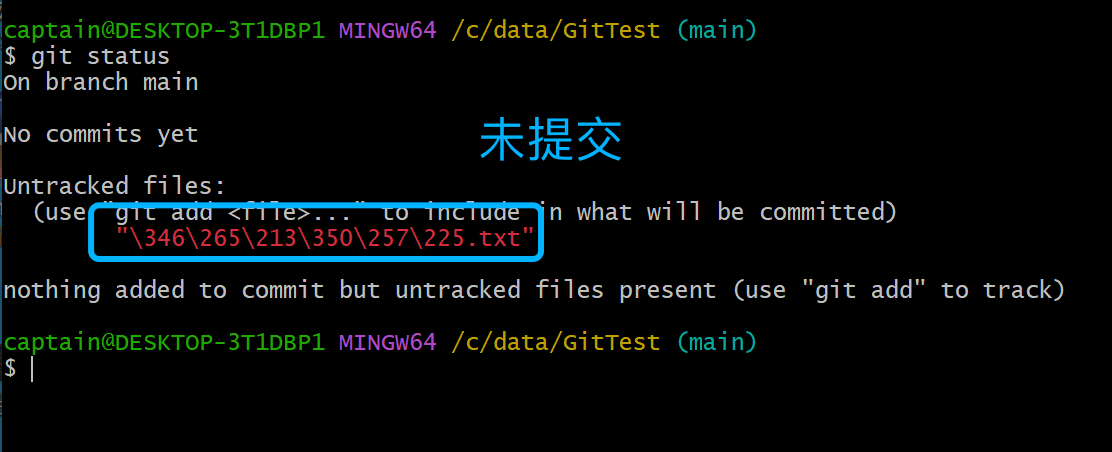 captain@DESKTOP-3T1DBP1 MINGW64 /c/data/GitTest (main)
$ git status
On branch main
No commits yet
未提交
Untracked files:
(use "git add <file>..." to include in what will be committed)
"\346\265\213\350\257\225.txt"
nothing added to commit but untracked files present (use "git add" to track)
captain@DESKTOP-3T1DBP1 MINGW64 /c/data/GitTest (main)
$